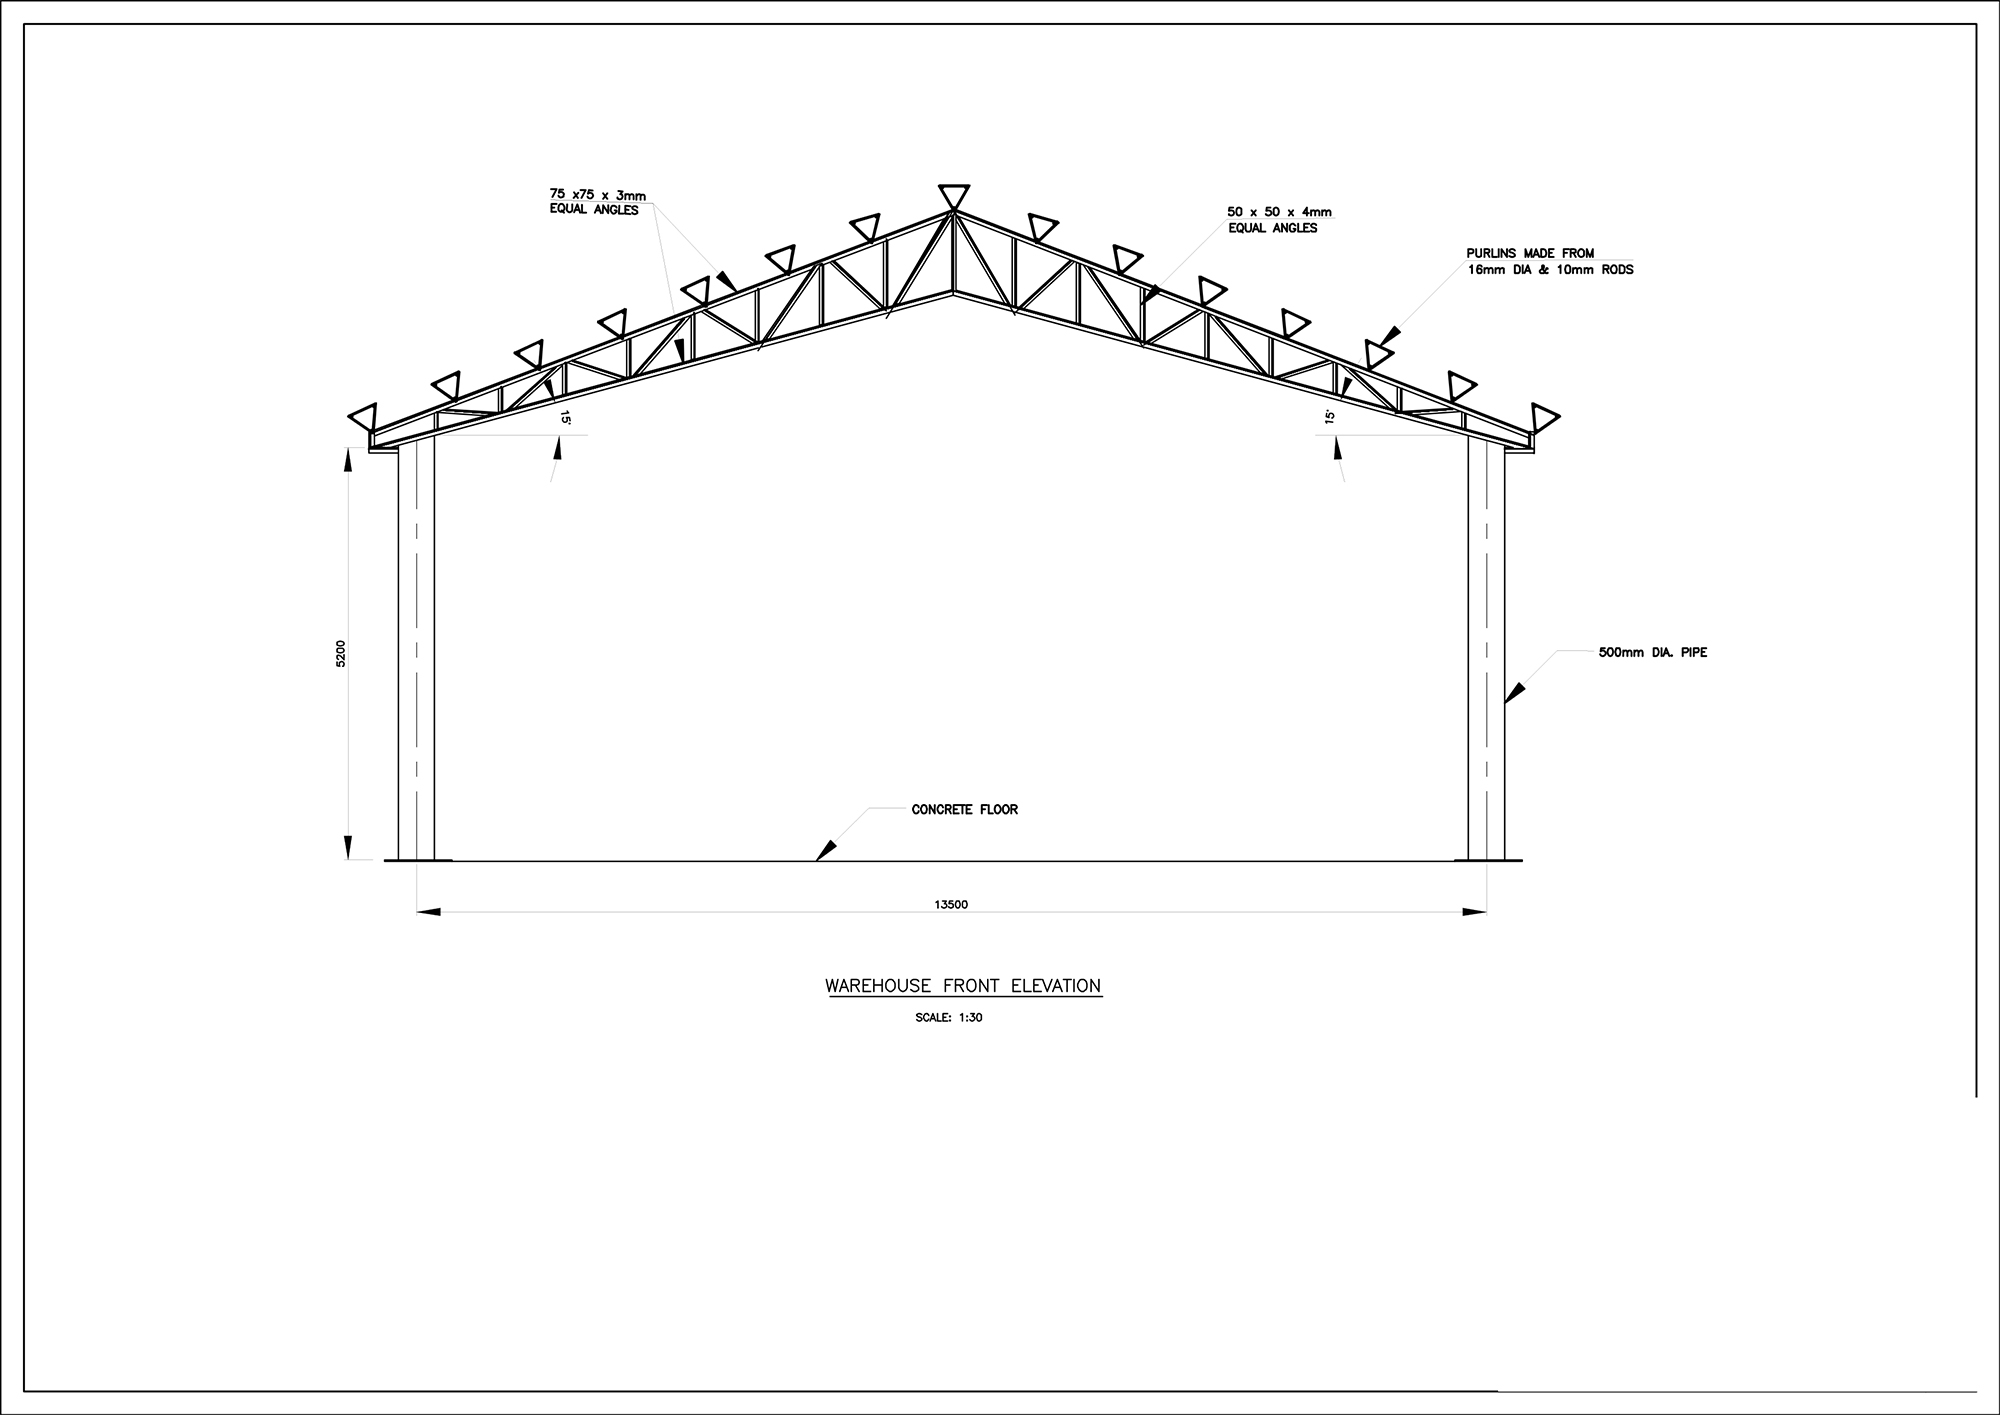 75 x75 x 3mm
EQUAL ANGLES
50 x 50 x 4mm
EQUAL ANGLES
PURLINS MADE FROM
16mm DIA & 10mm RODS
15°
15°
5200
500mm DIA. PIPE
CONCRETE FLOOR
13500
WAREHOUSE FRONT ELEVATION
SCALE: 1:30